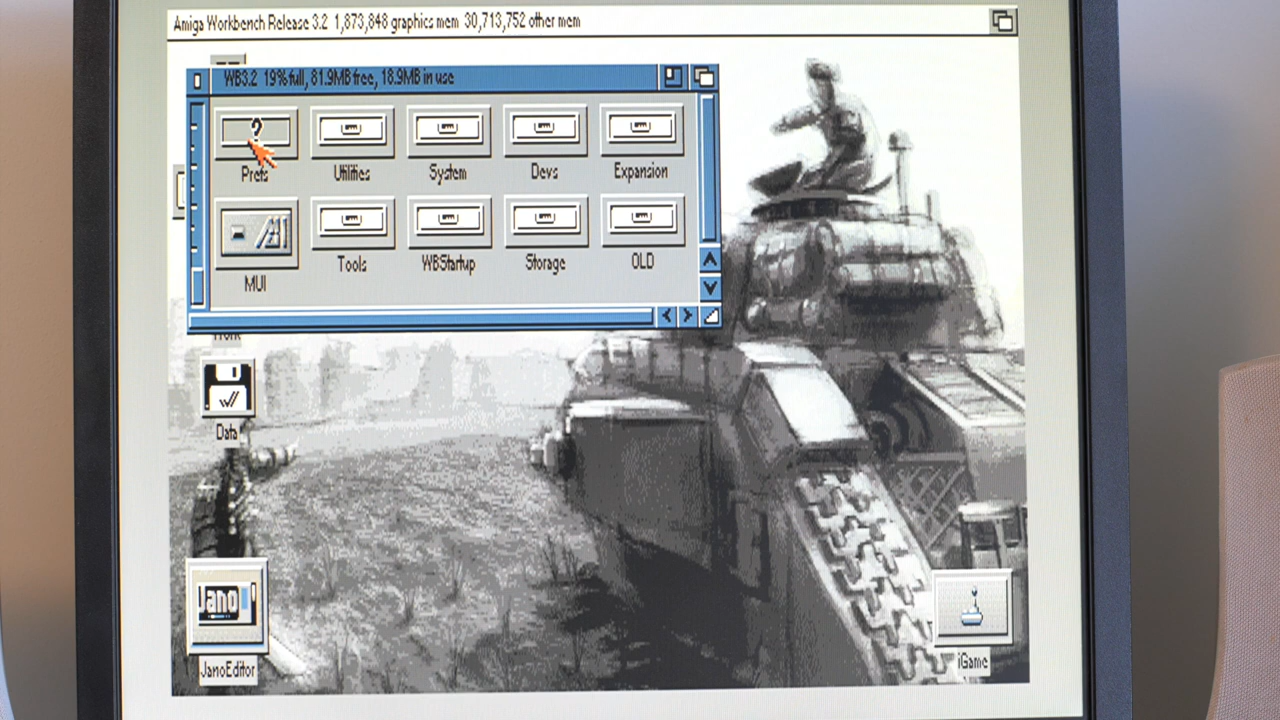 Amiga Workbench Release 3.2 1,873,848 graphics mem 30,713,752 other mem
WB3.2 19% full, 81.9MB free, 18.9MB in use
?
Prefs Utilities System Devs Expansion
MUI Tools WBStartup Storage OLD
Work
Data
Jano
JanoEditor
iGame